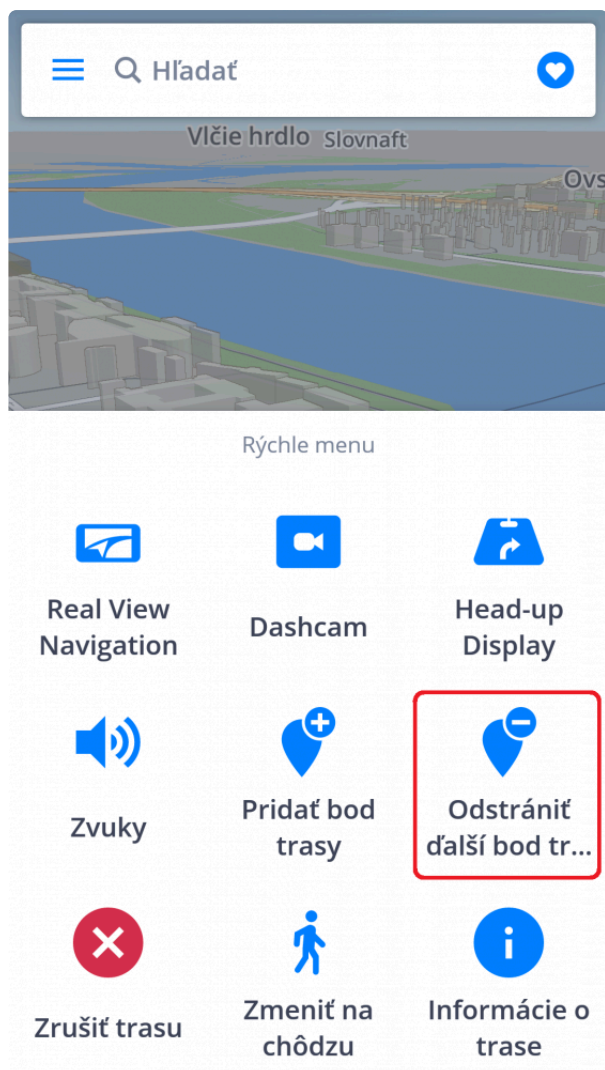 Hľadať
Vlčie hrdlo Slovnaft
Ovs
Rýchle menu
Real View
Navigation
Dashcam
Head-up
Display
Zvuky
Pridať bod
trasy
Odstrániť
ďalší bod tr...
Zrušiť trasu
Zmeniť na
chôdzu
Informácie o
trase